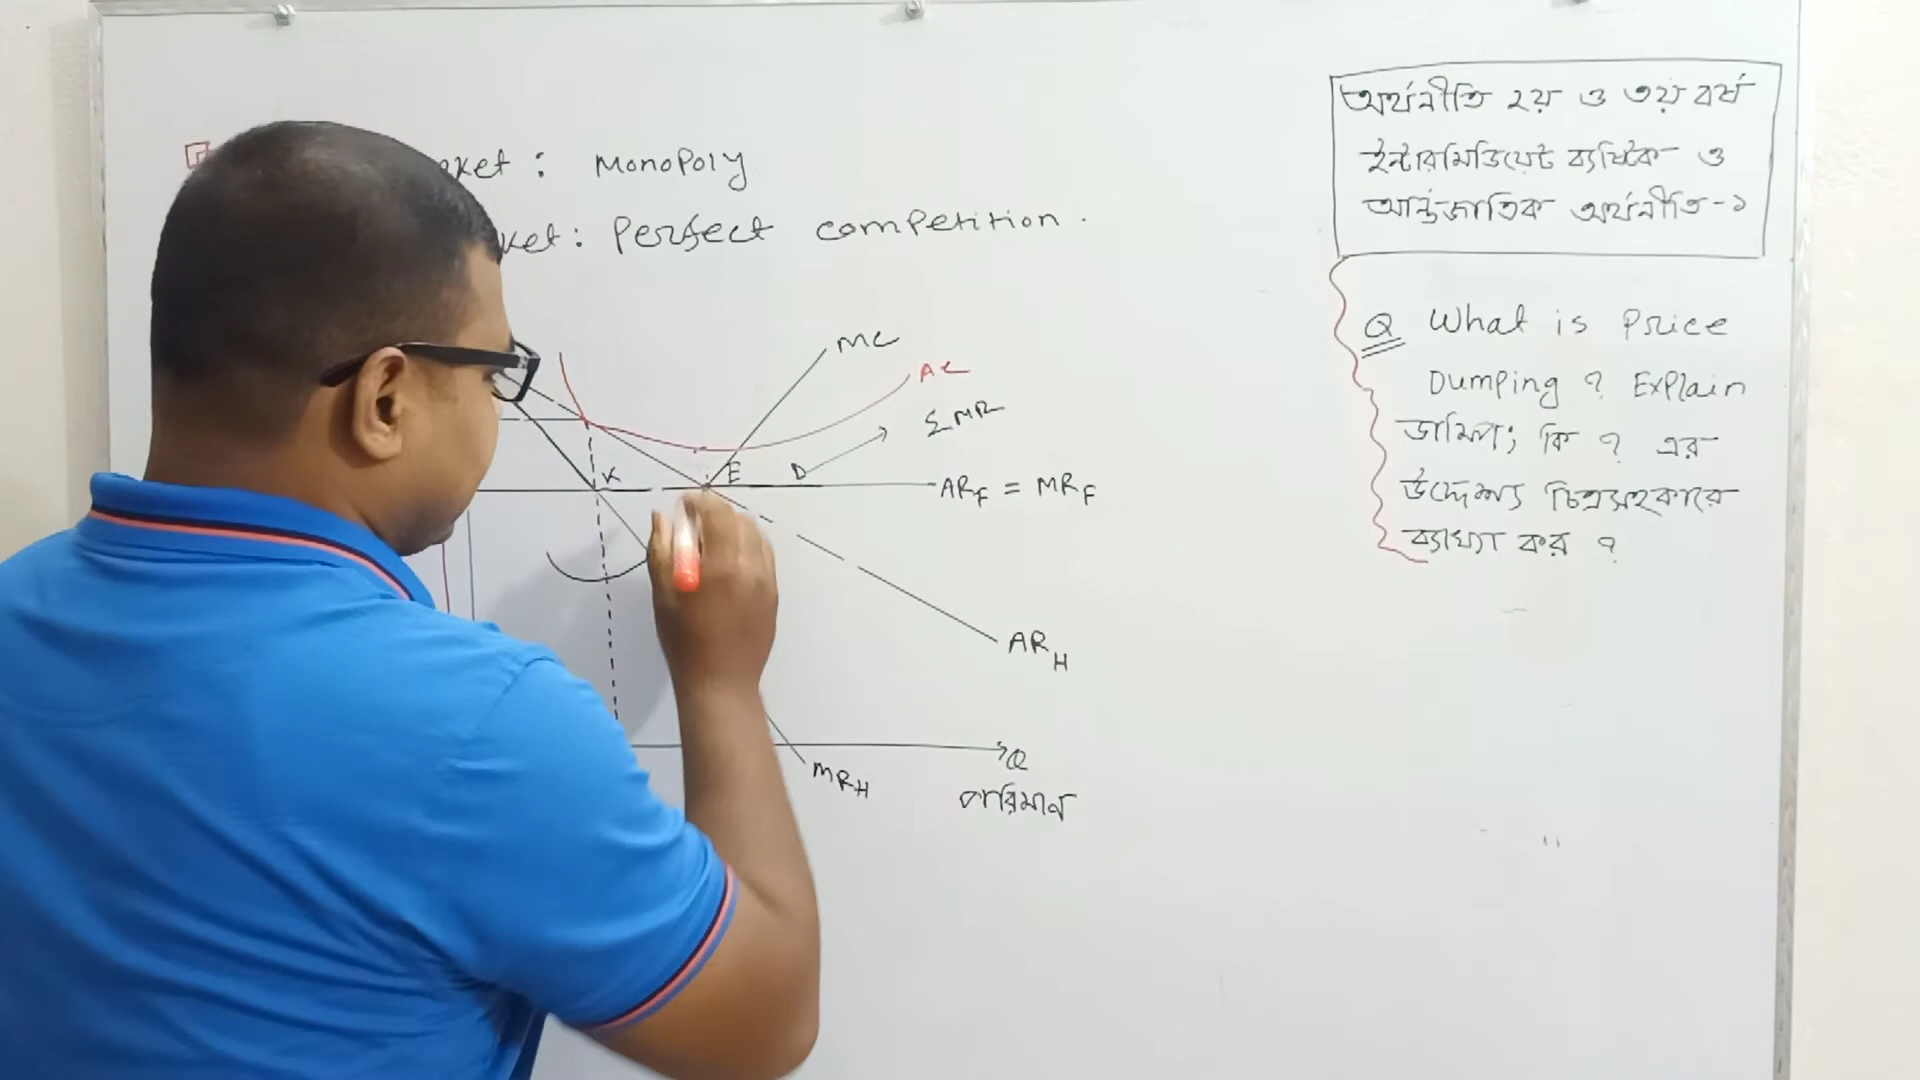 অর্থনীতি ২য় ও ৩য় বর্ষ
ইন্টারমিডিয়েট ব্যষ্টিক ও
আন্তর্জাতিক অর্থনীতি-১
Q What is Price
Dumping ? Explain
ডাম্পিং কি ? এর
উদ্দেশ্য চিত্রসহকারে
ব্যাখ্যা কর ?
rket : Monopoly
ket : Perfect competition .
MC
AC
ΣMR
K E D
ARF = MRF
ARH
Q
MRH
পরিমাণ